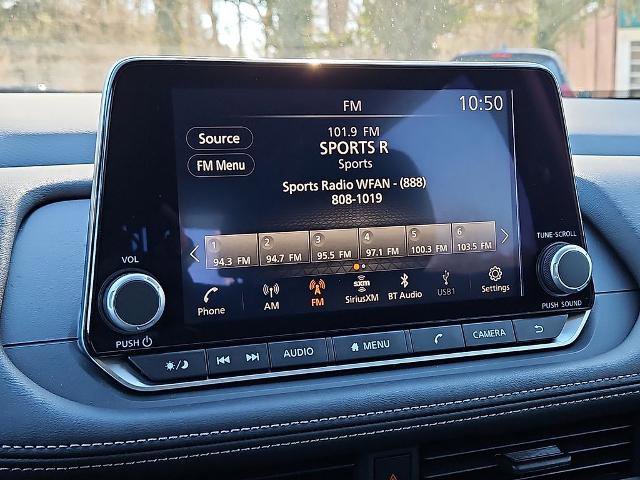 FM 10:50
Source
FM Menu
101.9 FM
SPORTS R
Sports
Sports Radio WFAN - (888)
808-1019
1 2 3 4 5 6
94.3 FM 94.7 FM 95.5 FM 97.1 FM 100.3 FM 103.5 FM
sxm
Phone AM FM SiriusXM BT Audio USB1 Settings
VOL
PUSH
TUNE·SCROLL
PUSH SOUND
AUDIO MENU CAMERA